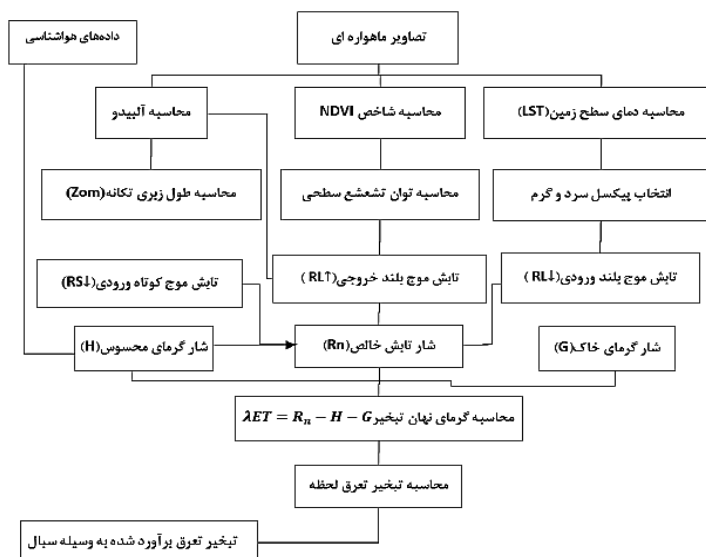 داده‌های هواشناسی
تصاویر ماهواره ای
محاسبه دمای سطح زمین(LST)
محاسبه شاخص NDVI
محاسبه آلبیدو
انتخاب پیکسل سرد و گرم
محاسبه توان تشعشع سطحی
محاسبه طول زبری تکانه(Zom)
تابش موج بلند ورودی(RL↓)
تابش موج بلند خروجی(RL↑)
تابش موج کوتاه ورودی(RS↓)
شار گرمای خاک(G)
شار تابش خالص(Rn)
شار گرمای محسوس(H)
محاسبه گرمای نهان تبخیر λET = Rₙ − H − G
محاسبه تبخیر تعرق لحظه
تبخیر تعرق برآورد شده به وسیله سبال